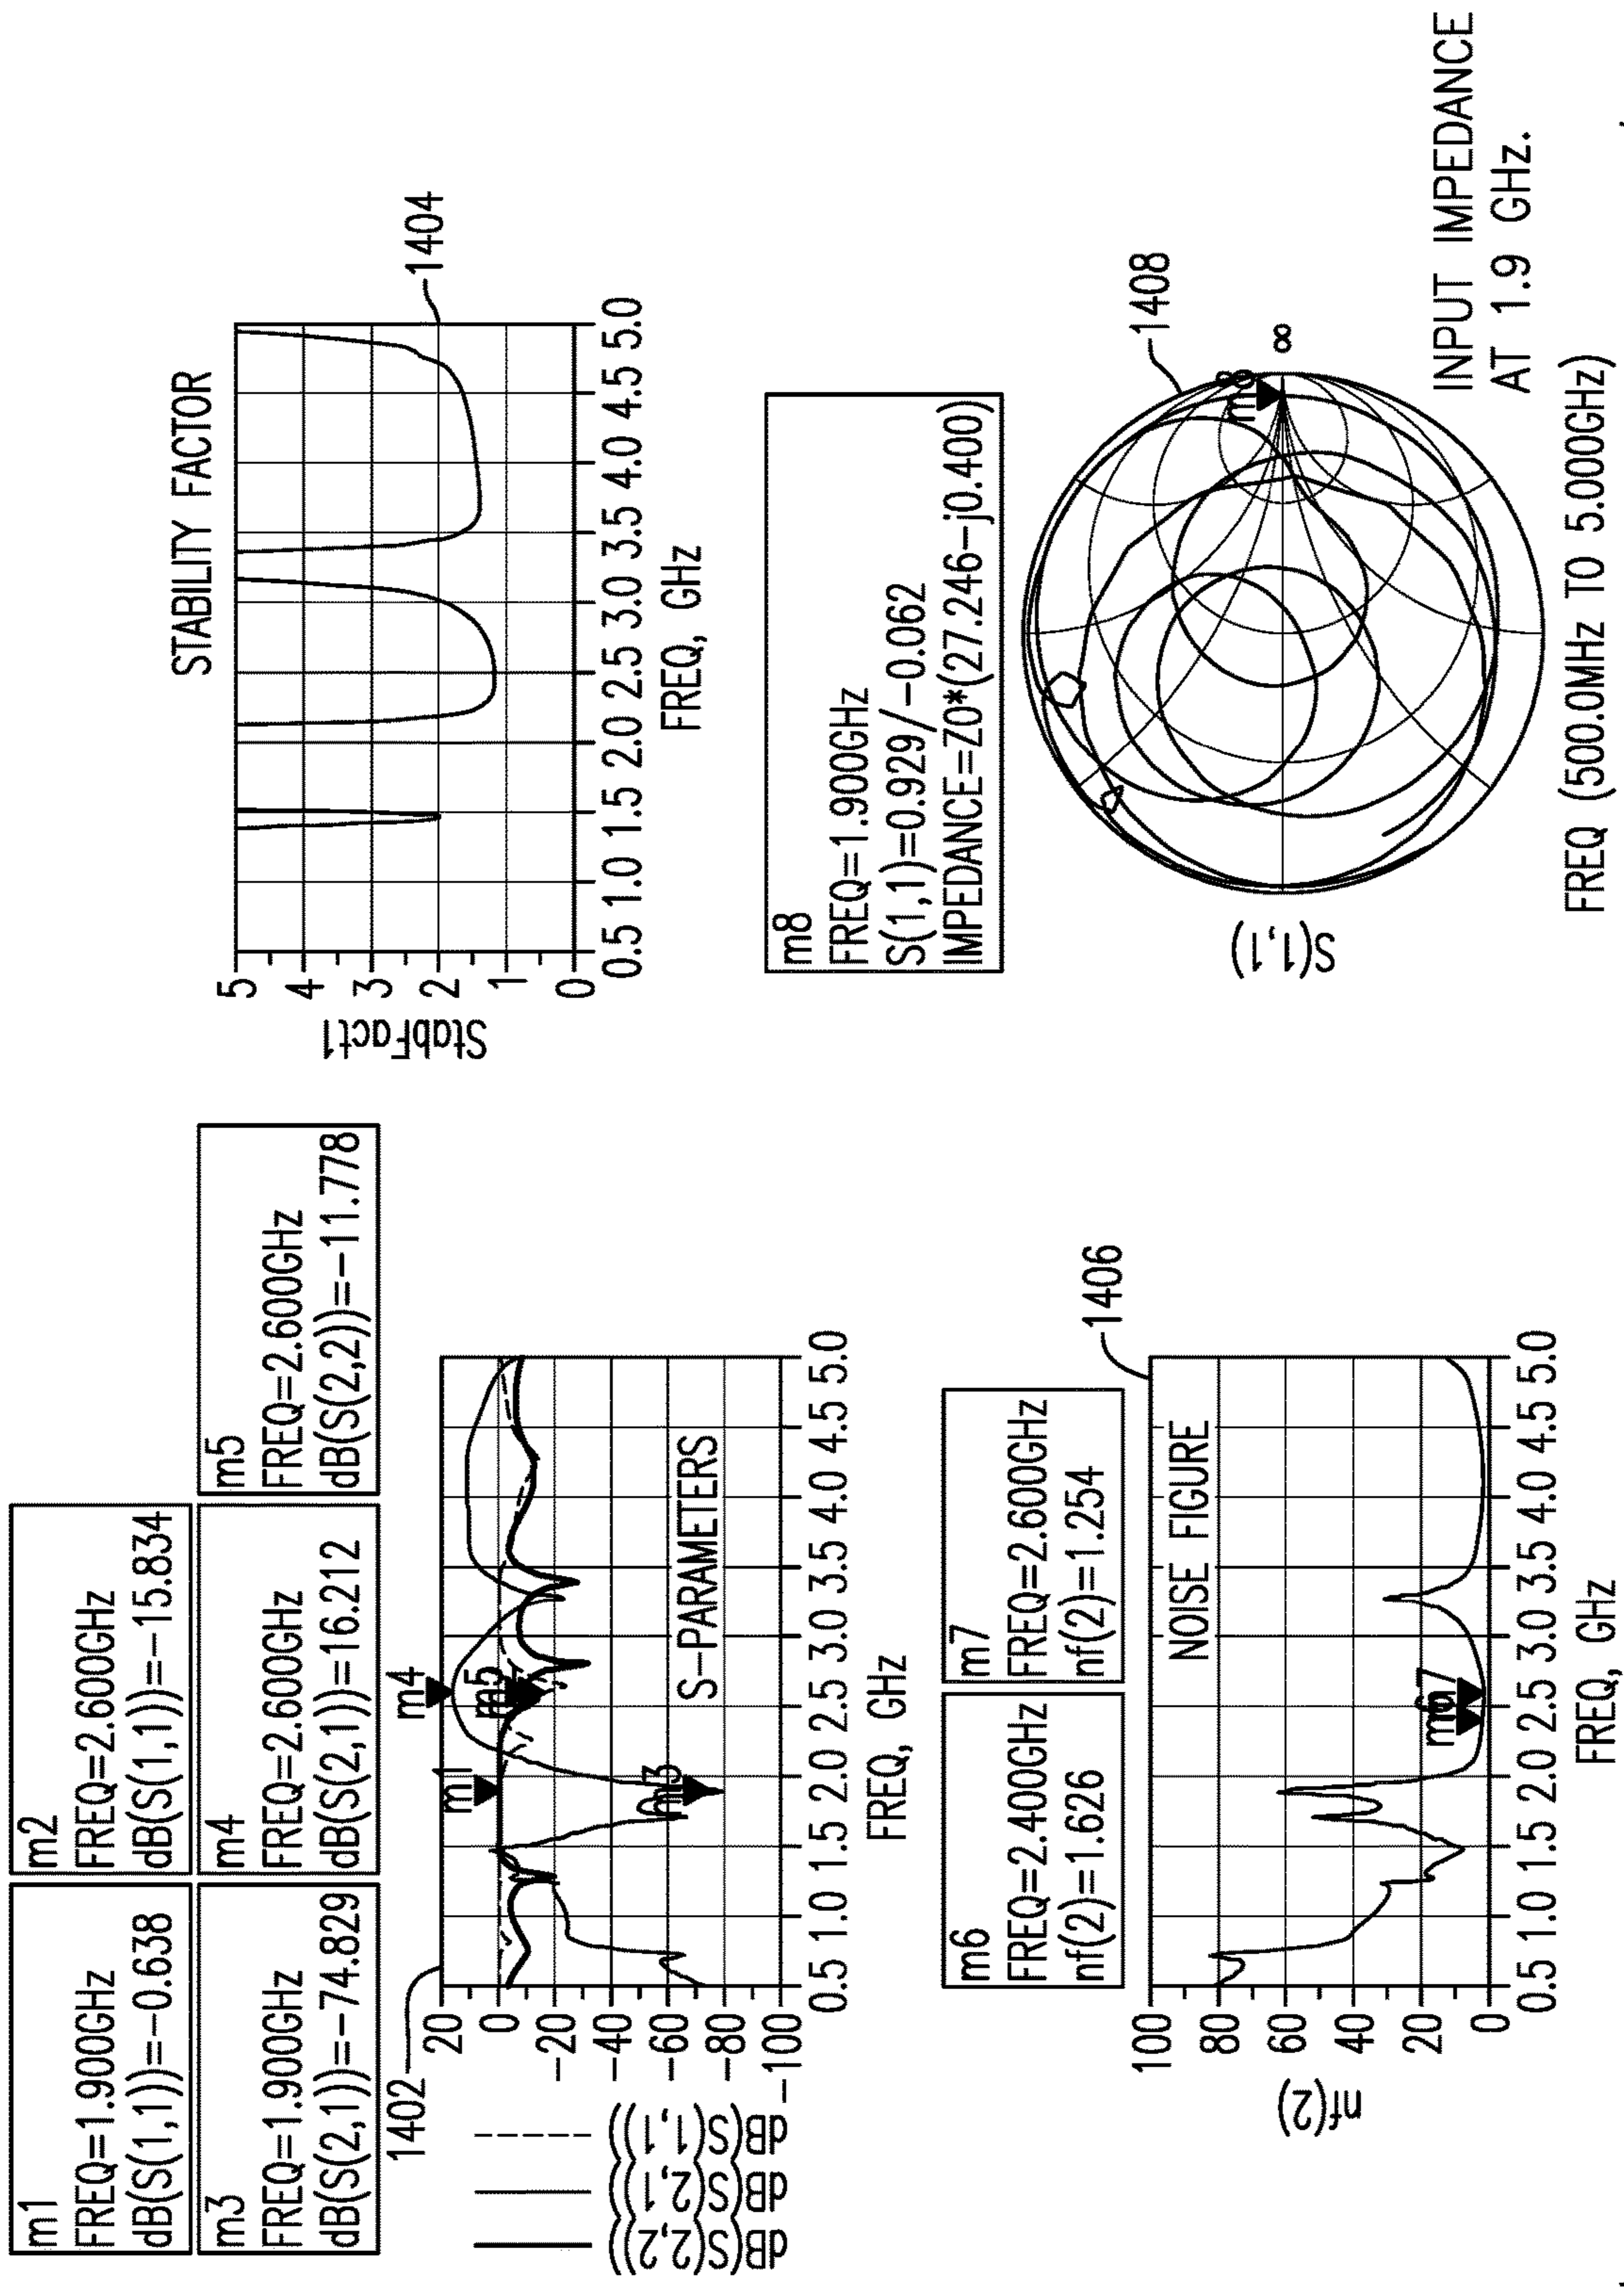 m1
FREQ=1.900GHz
dB(S(1,1))=-0.638
m2
FREQ=2.600GHz
dB(S(1,1))=-15.834
m3
FREQ=1.900GHz
dB(S(2,1))=-74.829
m4
FREQ=2.600GHz
dB(S(2,1))=16.212
m5
FREQ=2.600GHz
dB(S(2,2))=-11.778
1402
dB(S(2,2))
dB(S(2,1))
dB(S(1,1))
20
0
-20
-40
-60
-80
-100
m1
m3
m4
m5
S-PARAMETERS
0.5 1.0 1.5 2.0 2.5 3.0 3.5 4.0 4.5 5.0
FREQ, GHz
STABILITY FACTOR
StabFact1
5
4
3
2
1
0
1404
0.5 1.0 1.5 2.0 2.5 3.0 3.5 4.0 4.5 5.0
FREQ, GHz
m6
FREQ=2.400GHz
nf(2)=1.626
m7
FREQ=2.600GHz
nf(2)=1.254
1406
nf(2)
100
80
60
40
20
0
NOISE FIGURE
m6
m7
0.5 1.0 1.5 2.0 2.5 3.0 3.5 4.0 4.5 5.0
FREQ, GHz
m8
FREQ=1.900GHz
S(1,1)=0.929/-0.062
IMPEDANCE=Z0*(27.246-j0.400)
1408
S(1,1)
m8
∞
INPUT IMPEDANCE
AT 1.9 GHz.
FREQ (500.0MHz TO 5.000GHz)